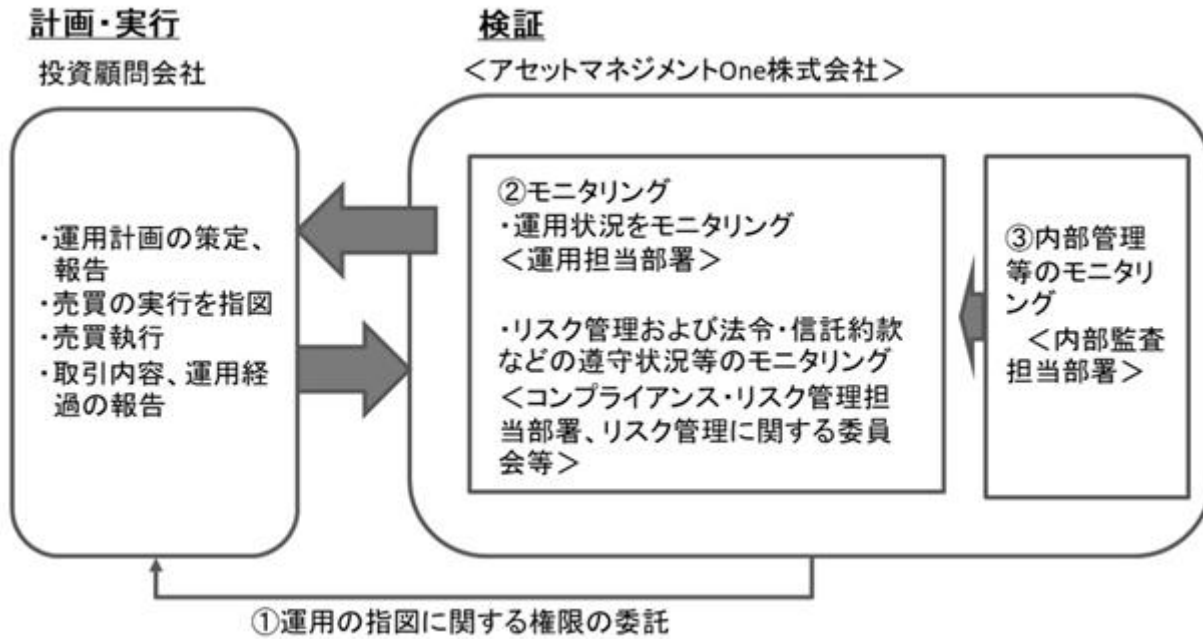 計画・実行
投資顧問会社
・運用計画の策定、
報告
・売買の実行を指図
・売買執行
・取引内容、運用経
過の報告
検証
＜アセットマネジメントOne株式会社＞
②モニタリング
・運用状況をモニタリング
＜運用担当部署＞
・リスク管理および法令・信託約款
などの遵守状況等のモニタリング
＜コンプライアンス・リスク管理担
当部署、リスク管理に関する委員
会等＞
③内部管理
等のモニタリ
ング
＜内部監査
担当部署＞
①運用の指図に関する権限の委託